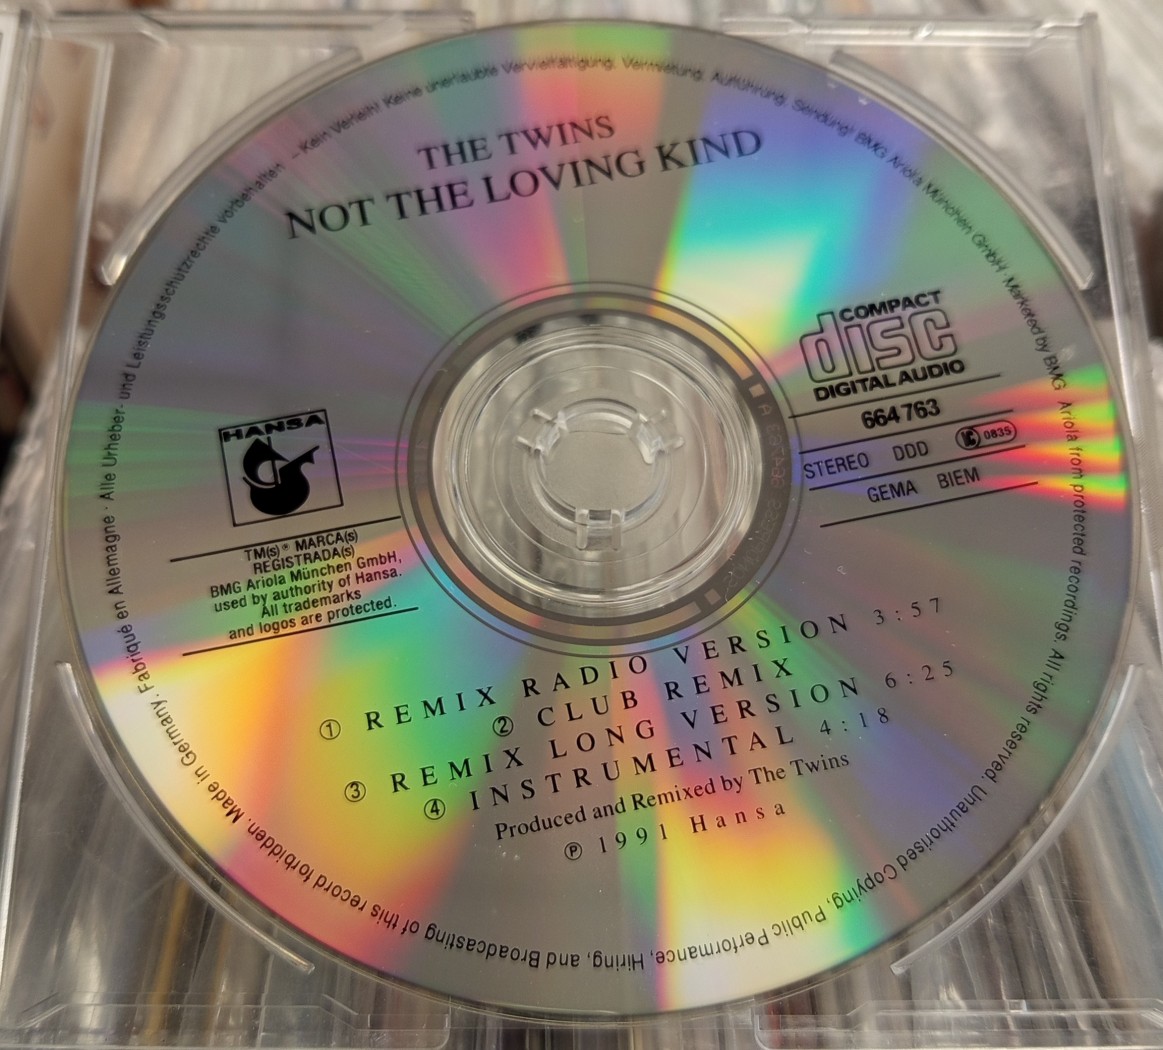 THE TWINS
NOT THE LOVING KIND
COMPACT
disc
DIGITAL AUDIO
664 763
STEREO DDD LC 0835
GEMA BIEM
HANSA
TM(s)® MARCA(s)
REGISTRADA(s)
BMG Ariola München GmbH,
used by authority of Hansa.
All trademarks
and logos are protected.
① REMIX RADIO VERSION 3:57
② CLUB REMIX
③ REMIX LONG VERSION 6:25
④ INSTRUMENTAL 4:18
Produced and Remixed by The Twins
℗ 1991 Hansa
Made in Germany. Fabriqué en Allemagne · Alle Urheber- und Leistungsschutzrechte vorbehalten – Kein Verleih! Keine unerlaubte Vervielfältigung, Vermietung, Aufführung, Sendung! BMG Ariola München GmbH · Marketed by BMG Ariola from protected recordings. All rights reserved. Unauthorised Copying, Public Performance, Hiring, and Broadcasting of this record forbidden.